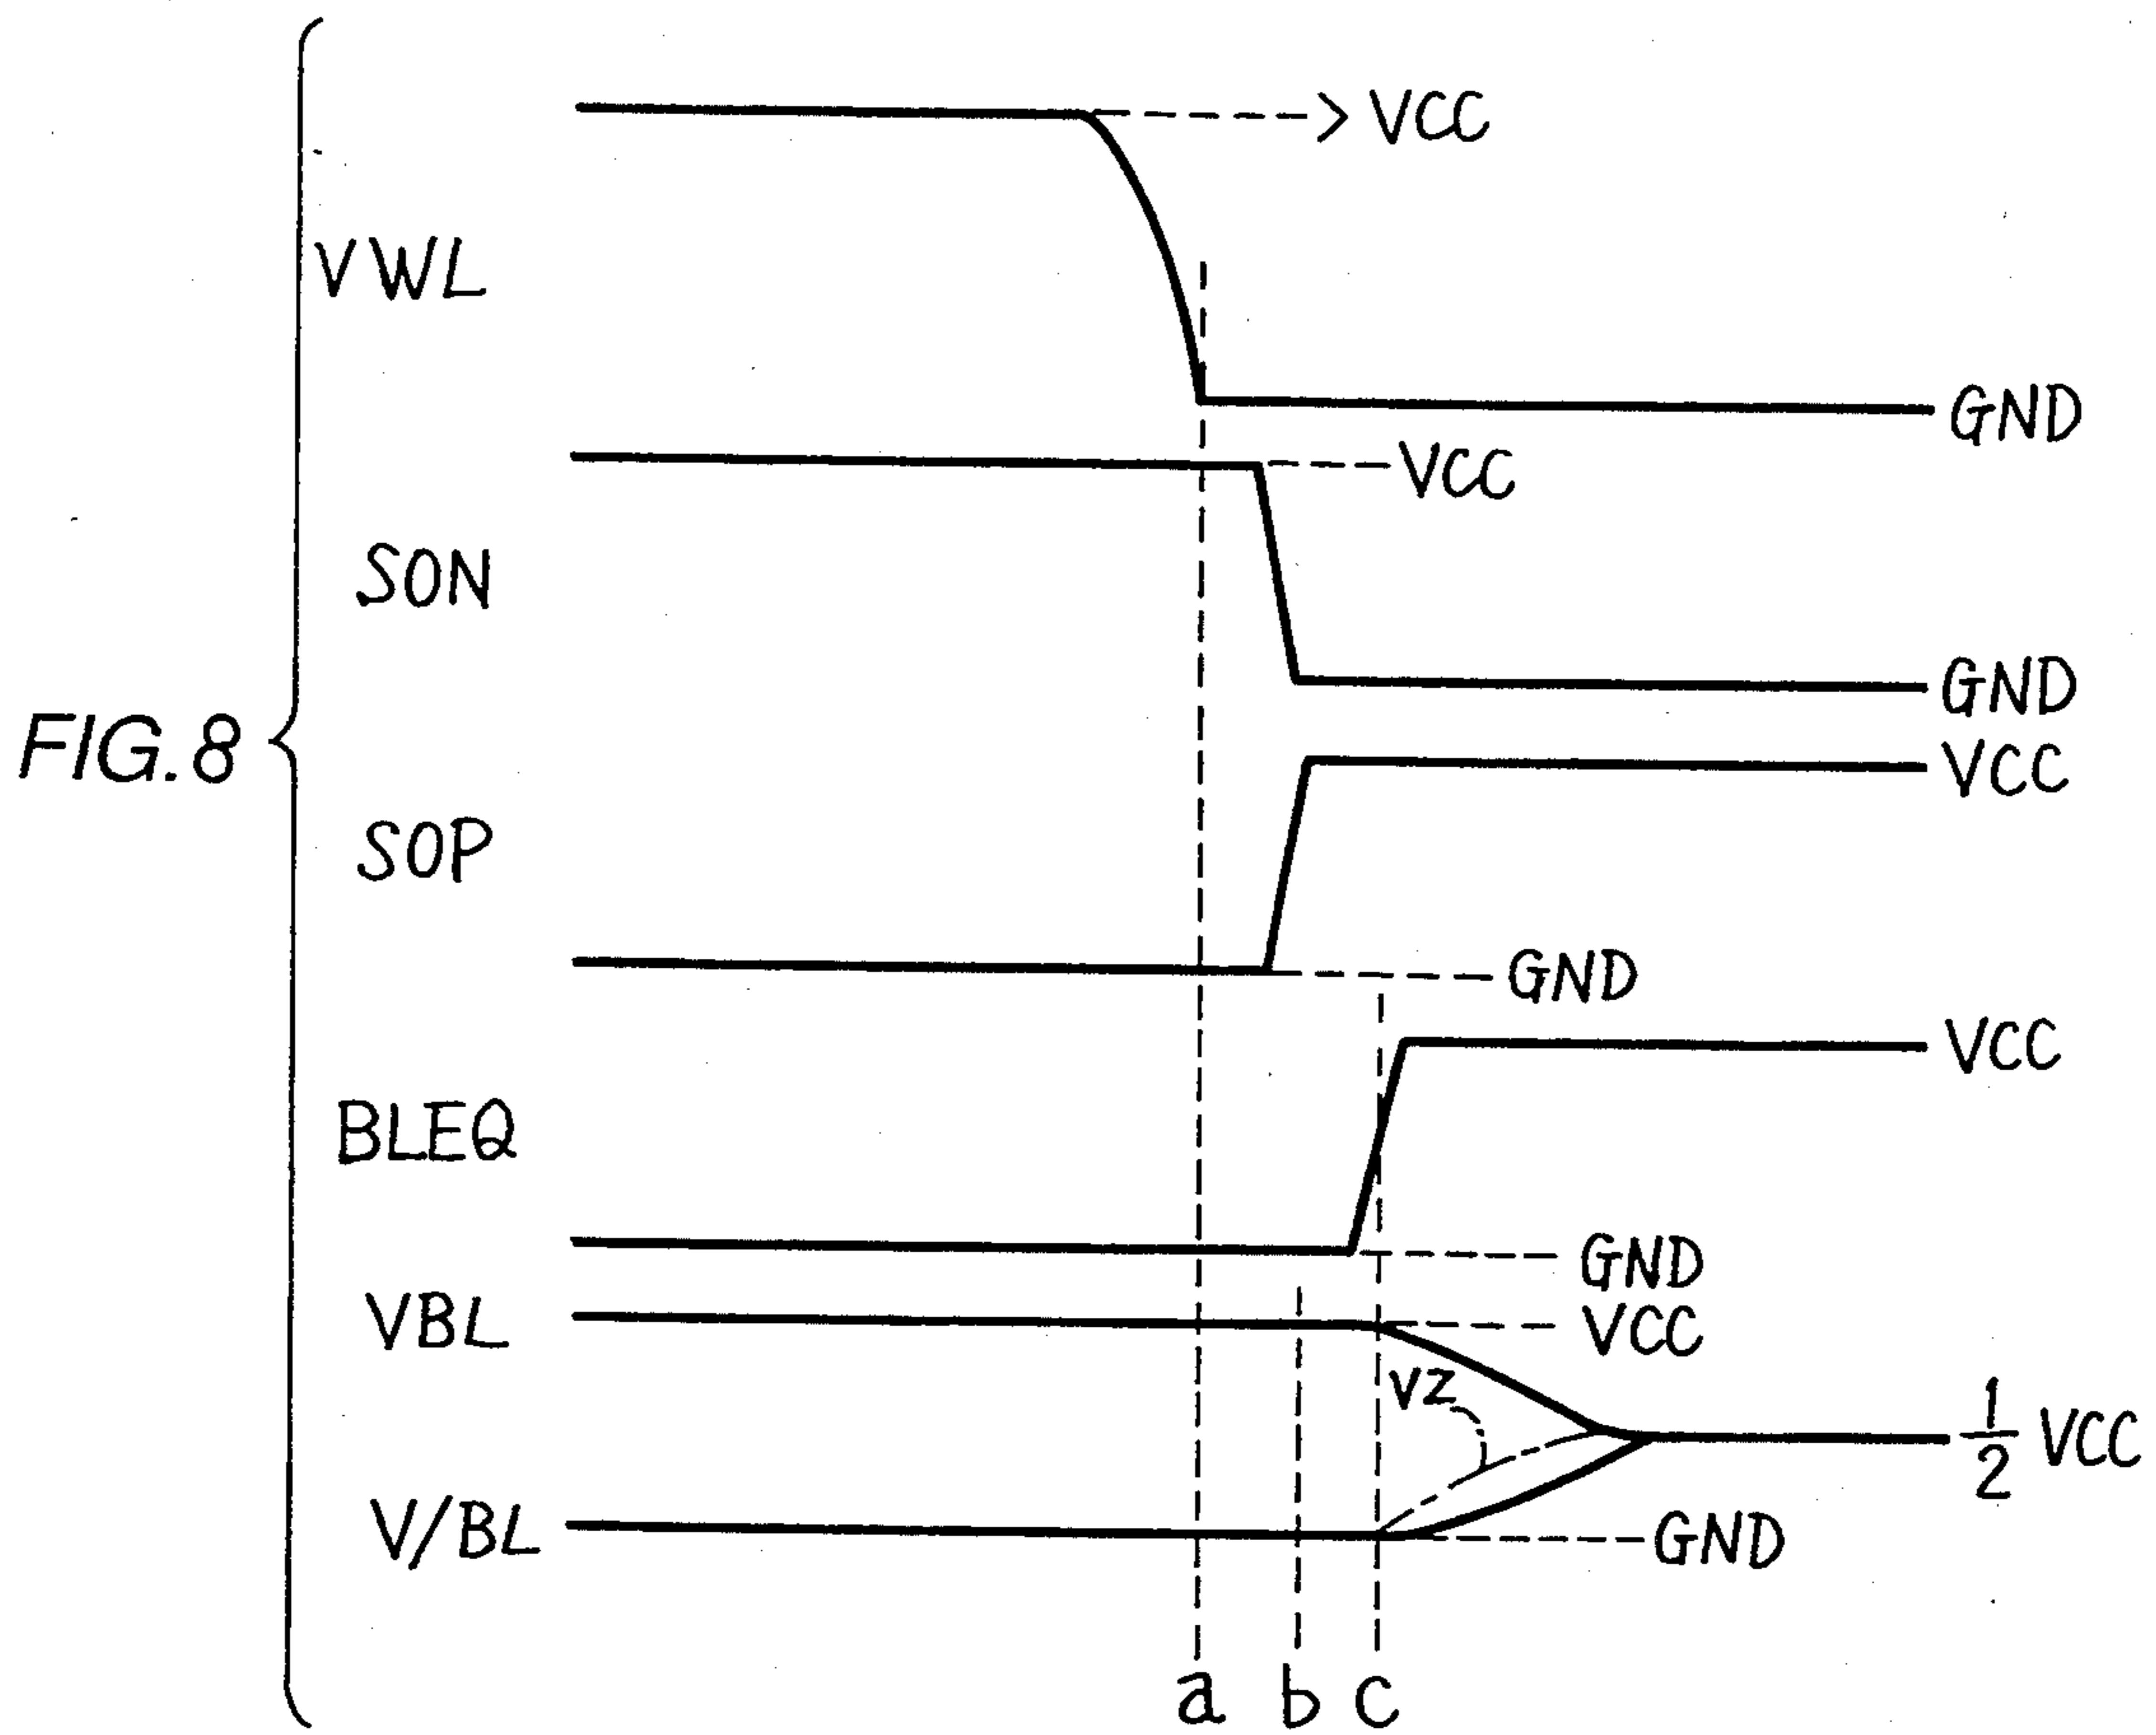 VCC
VWL
GND
VCC
SON
GND
FIG. 8
VCC
SOP
GND
VCC
BLEQ
GND
VBL
VCC
VZ
1/2 VCC
V/BL
GND
a b c